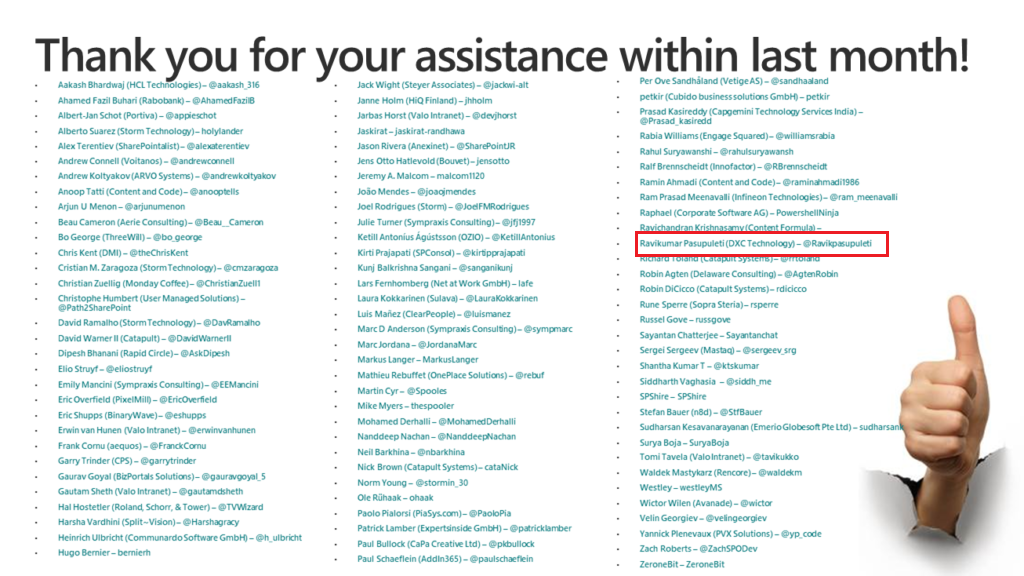 Thank you for your assistance within last month!
Aakash Bhardwaj (HCL Technologies) – @aakash_316
Ahamed Fazil Buhari (Rabobank) – @AhamedFazilB
Albert-Jan Schot (Portiva) – @appieschot
Alberto Suarez (Storm Technology) – holylander
Alex Terentiev (SharePointalist) – @alexaterentiev
Andrew Connell (Voitanos) – @andrewconnell
Andrew Koltyakov (ARVO Systems) – @andrewkoltyakov
Anoop Tatti (Content and Code) – @anooptells
Arjun U Menon – @arjunumenon
Beau Cameron (Aerie Consulting) – @Beau__Cameron
Bo George (ThreeWill) – @bo_george
Chris Kent (DMI) – @theChrisKent
Cristian M. Zaragoza (Storm Technology) – @cmzaragoza
Christian Zuellig (Monday Coffee) – @ChristianZuell1
Christophe Humbert (User Managed Solutions) –
@Path2SharePoint
David Ramalho (Storm Technology) – @DavRamalho
David Warner II (Catapult) – @DavidWarnerII
Dipesh Bhanani (Rapid Circle) – @AskDipesh
Elio Struyf – @eliostruyf
Emily Mancini (Sympraxis Consulting) – @EEMancini
Eric Overfield (PixelMill) – @EricOverfield
Eric Shupps (BinaryWave) – @eshupps
Erwin van Hunen (Valo Intranet) – @erwinvanhunen
Frank Cornu (aequos) – @FranckCornu
Garry Trinder (CPS) – @garrytrinder
Gaurav Goyal (BizPortals Solutions) – @gauravgoyal_5
Gautam Sheth (Valo Intranet) – @gautamdsheth
Hal Hostetler (Roland, Schorr, & Tower) – @TVWizard
Harsha Vardhini (Split~Vision) – @Harshagracy
Heinrich Ulbricht (Communardo Software GmbH) – @h_ulbricht
Hugo Bernier – bernierh
Jack Wight (Steyer Associates) – @jackwi-alt
Janne Holm (HiQ Finland) – jhholm
Jarbas Horst (Valo Intranet) – @devjhorst
Jaskirat – jaskirat-randhawa
Jason Rivera (Anexinet) – @SharePointJR
Jens Otto Hatlevold (Bouvet) – jensotto
Jeremy A. Malcom – malcom1120
João Mendes – @joaojmendes
Joel Rodrigues (Storm) – @JoelFMRodrigues
Julie Turner (Sympraxis Consulting) – @jfj1997
Ketill Antoníus Ágústsson (OZIO) – @KetillAntonius
Kirti Prajapati (SPConsol) – @kirtipprajapati
Kunj Balkrishna Sangani – @sanganikunj
Lars Fernhomberg (Net at Work GmbH) – lafe
Laura Kokkarinen (Sulava) – @LauraKokkarinen
Luis Mañez (ClearPeople) – @luismanez
Marc D Anderson (Sympraxis Consulting) – @sympmarc
Marc Jordana – @JordanaMarc
Markus Langer – MarkusLanger
Mathieu Rebuffet (OnePlace Solutions) – @rebuf
Martin Cyr – @Spooles
Mike Myers – thespooler
Mohamed Derhalli – @MohamedDerhalli
Nanddeep Nachan – @NanddeepNachan
Neil Barkhina – @nbarkhina
Nick Brown (Catapult Systems) – cataNick
Norm Young – @stormin_30
Ole Rühaak – ohaak
Paolo Pialorsi (PiaSys.com) – @PaoloPia
Patrick Lamber (Expertsinside GmbH) – @patricklamber
Paul Bullock (CaPa Creative Ltd) – @pkbullock
Paul Schaeflein (AddIn365) – @paulschaeflein
Per Ove Sandhåland (Vetige AS) – @sandhaaland
petkir (Cubido business solutions GmbH) – petkir
Prasad Kasireddy (Capgemini Technology Services India) –
@Prasad_kasiredd
Rabia Williams (Engage Squared) – @williamsrabia
Rahul Suryawanshi – @rahulsuryawansh
Ralf Brennscheidt (Innofactor) – @RBrennscheidt
Ramin Ahmadi (Content and Code) – @raminahmadi1986
Ram Prasad Meenavalli (Infineon Technologies) – @ram_meenavalli
Raphael (Corporate Software AG) – PowershellNinja
Ravichandran Krishnasamy (Content Formula) –
Ravikumar Pasupuleti (DXC Technology) – @Ravikpasupuleti
Richard Toland (Catapult Systems) – @rrtoland
Robin Agten (Delaware Consulting) – @AgtenRobin
Robin DiCicco (Catapult Systems) – rdicicco
Rune Sperre (Sopra Steria) – rsperre
Russel Gove – russgove
Sayantan Chatterjee – Sayantanchat
Sergei Sergeev (Mastaq) – @sergeev_srg
Shantha Kumar T – @ktskumar
Siddharth Vaghasia – @siddh_me
SPShire – SPShire
Stefan Bauer (n8d) – @StfBauer
Sudharsan Kesavanarayanan (Emerio Globesoft Pte Ltd) – sudharsank
Surya Boja – SuryaBoja
Tomi Tavela (Valo Intranet) – @tavikukko
Waldek Mastykarz (Rencore) – @waldekm
Westley – westleyMS
Wictor Wilen (Avanade) – @wictor
Velin Georgiev – @velingeorgiev
Yannick Plenevaux (PVX Solutions) – @yp_code
Zach Roberts – @ZachSPODev
ZeroneBit – ZeroneBit